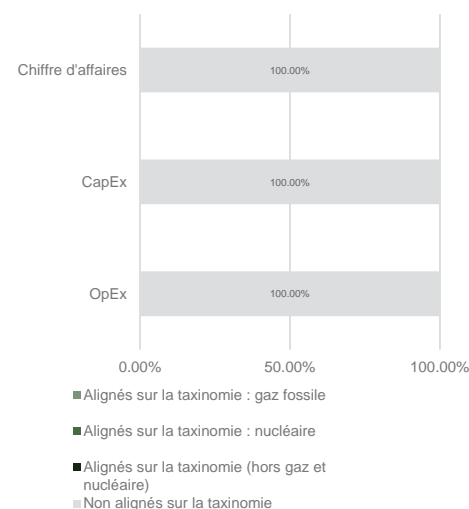 Chiffre d'affaires
100.00%
CapEx
100.00%
OpEx
100.00%
0.00% 50.00% 100.00%
Alignés sur la taxinomie : gaz fossile
Alignés sur la taxinomie : nucléaire
Alignés sur la taxinomie (hors gaz et
nucléaire)
Non alignés sur la taxinomie